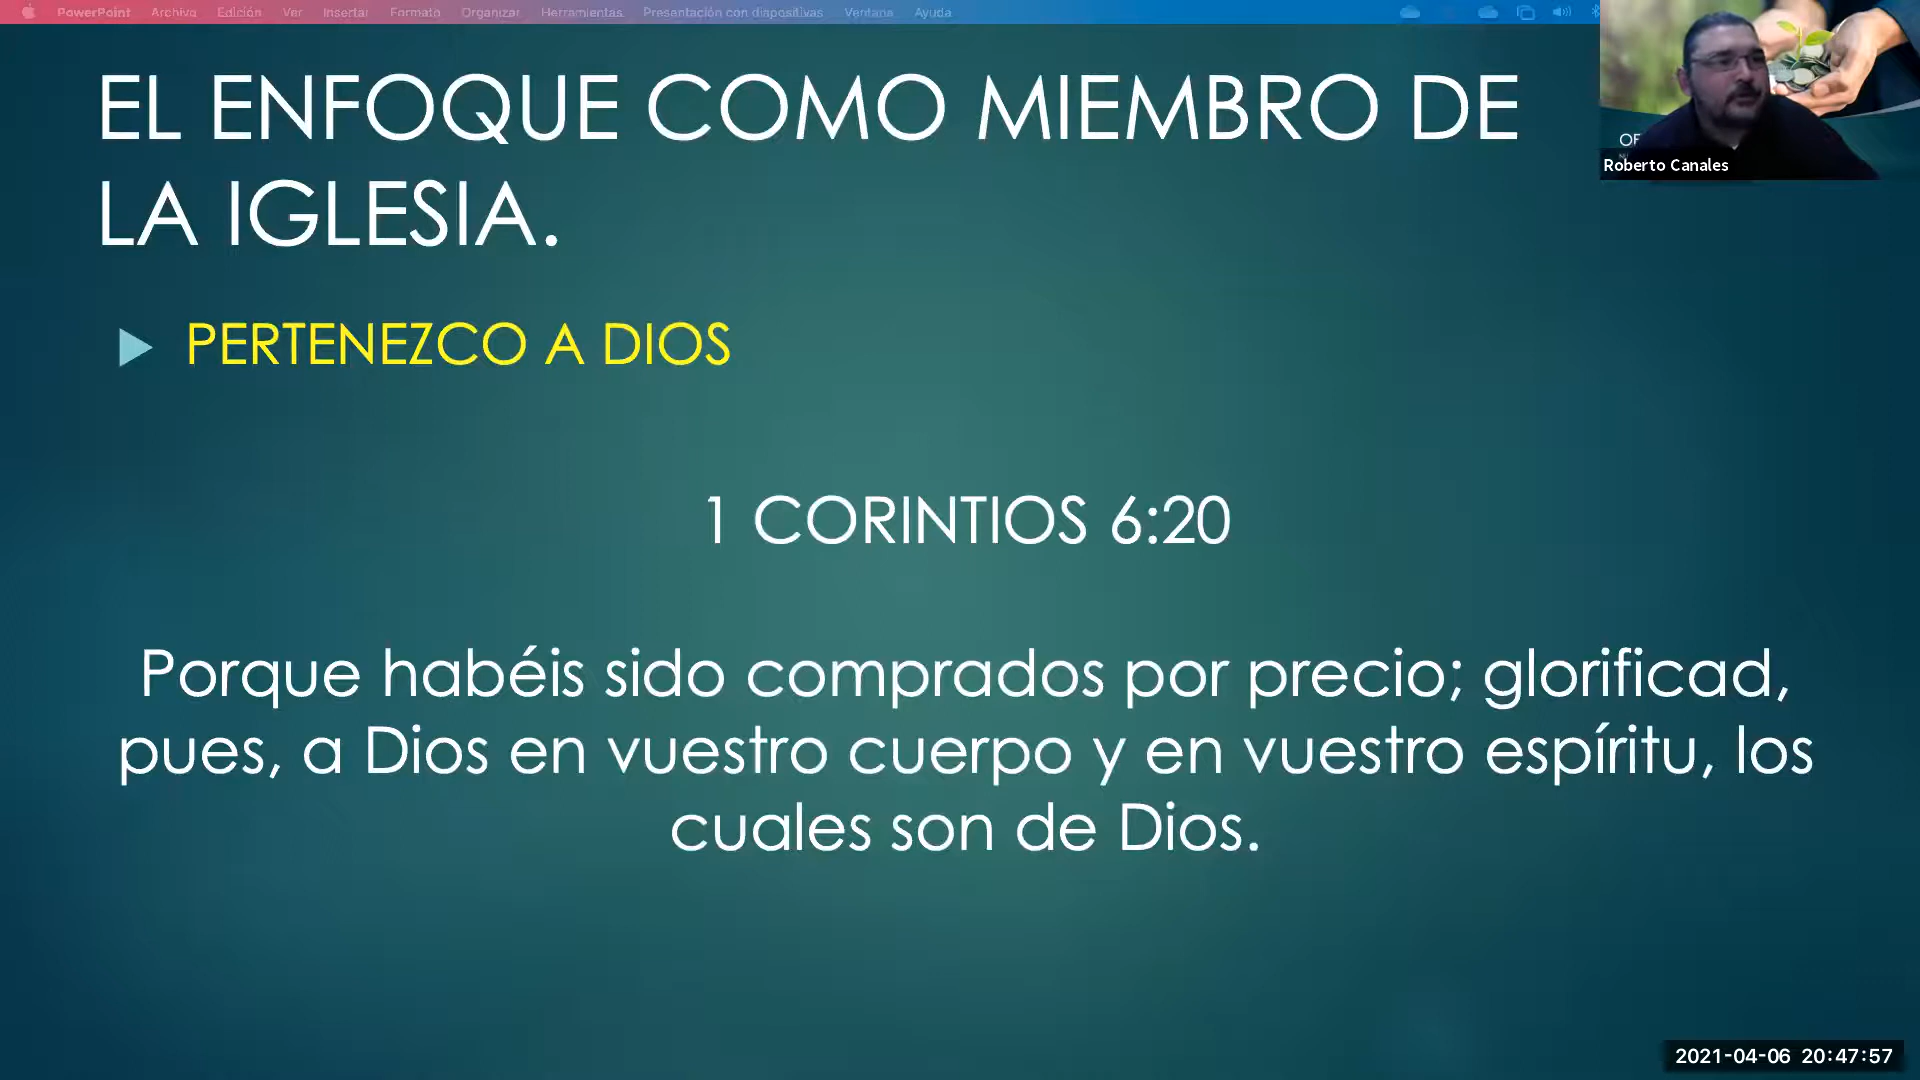 PowerPoint Archivo Edición Ver Insertar Formato Organizar Herramientas Presentación con diapositivas Ventana Ayuda
EL ENFOQUE COMO MIEMBRO DE
LA IGLESIA.
OF
Roberto Canales
PERTENEZCO A DIOS
1 CORINTIOS 6:20
Porque habéis sido comprados por precio; glorificad,
pues, a Dios en vuestro cuerpo y en vuestro espíritu, los
cuales son de Dios.
2021-04-06 20:47:57